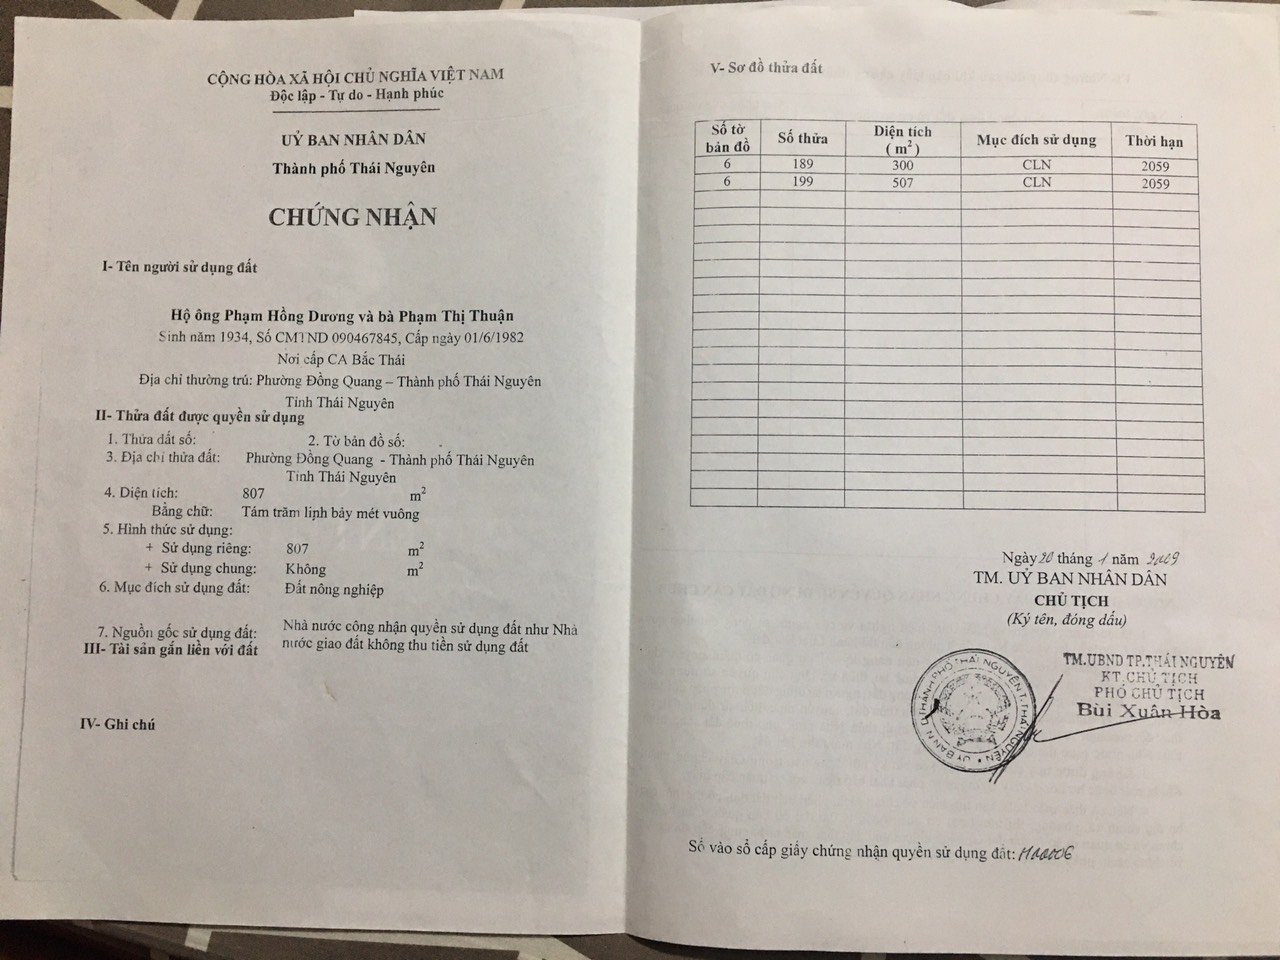 CỘNG HÒA XÃ HỘI CHỦ NGHĨA VIỆT NAM
Độc lập - Tự do - Hạnh phúc
UỶ BAN NHÂN DÂN
Thành phố Thái Nguyên
CHỨNG NHẬN
I- Tên người sử dụng đất
Hộ ông Phạm Hồng Dương và bà Phạm Thị Thuận
Sinh năm 1934, Số CMTND 090467845, Cấp ngày 01/6/1982
Nơi cấp CA Bắc Thái
Địa chỉ thường trú: Phường Đồng Quang – Thành phố Thái Nguyên
Tỉnh Thái Nguyên
II- Thửa đất được quyền sử dụng
1. Thửa đất số: 2. Tờ bản đồ số:
3. Địa chỉ thửa đất: Phường Đồng Quang - Thành phố Thái Nguyên
Tỉnh Thái Nguyên
4. Diện tích: 807 m2
Bằng chữ: Tám trăm linh bảy mét vuông
5. Hình thức sử dụng:
+ Sử dụng riêng: 807 m2
+ Sử dụng chung: Không m2
6. Mục đích sử dụng đất: Đất nông nghiệp
7. Nguồn gốc sử dụng đất: Nhà nước công nhận quyền sử dụng đất như Nhà
nước giao đất không thu tiền sử dụng đất
III- Tài sản gắn liền với đất
IV- Ghi chú
V- Sơ đồ thửa đất
Số tờ bản đồ Số thửa Diện tích ( m2 ) Mục đích sử dụng Thời hạn
6 189 300 CLN 2059
6 199 507 CLN 2059
Ngày 20 tháng 1 năm 2009
TM. UỶ BAN NHÂN DÂN
CHỦ TỊCH
(Ký tên, đóng dấu)
TM.UBND TP.THÁI NGUYÊN
KT.CHỦ TỊCH
PHÓ CHỦ TỊCH
Bùi Xuân Hòa
Số vào sổ cấp giấy chứng nhận quyền sử dụng đất: